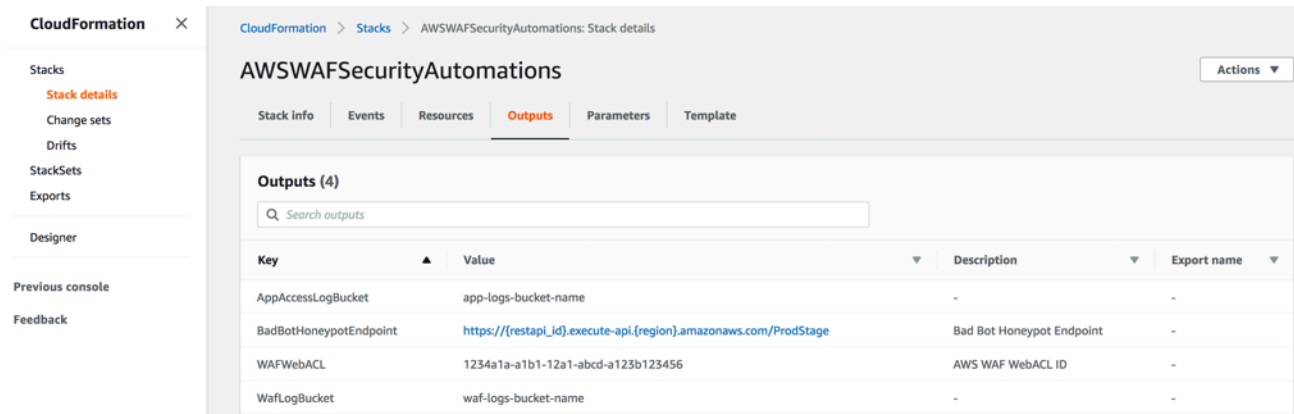 CloudFormation ×
Stacks
Stack details
Change sets
Drifts
StackSets
Exports
Designer
Previous console
Feedback
CloudFormation > Stacks > AWSWAFSecurityAutomations: Stack details
AWSWAFSecurityAutomations
Actions
Stack info Events Resources Outputs Parameters Template
Outputs (4)
Search outputs
Key Value Description Export name
AppAccessLogBucket app-logs-bucket-name - -
BadBotHoneypotEndpoint https://{restapi_id}.execute-api.{region}.amazonaws.com/ProdStage Bad Bot Honeypot Endpoint -
WAFWebACL 1234a1a-a1b1-12a1-abcd-a123b123456 AWS WAF WebACL ID -
WafLogBucket waf-logs-bucket-name - -